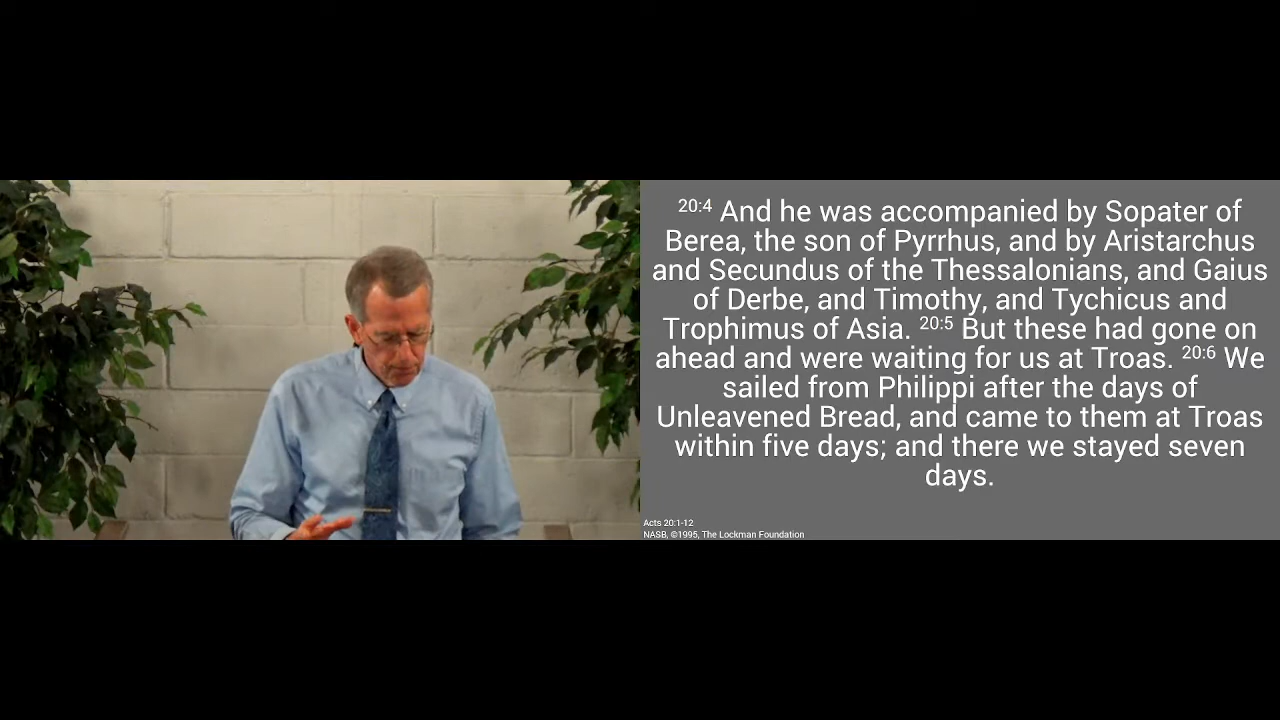 20:4 And he was accompanied by Sopater of
Berea, the son of Pyrrhus, and by Aristarchus
and Secundus of the Thessalonians, and Gaius
of Derbe, and Timothy, and Tychicus and
Trophimus of Asia. 20:5 But these had gone on
ahead and were waiting for us at Troas. 20:6 We
sailed from Philippi after the days of
Unleavened Bread, and came to them at Troas
within five days; and there we stayed seven
days.
Acts 20:1-12
NASB, ©1995, The Lockman Foundation